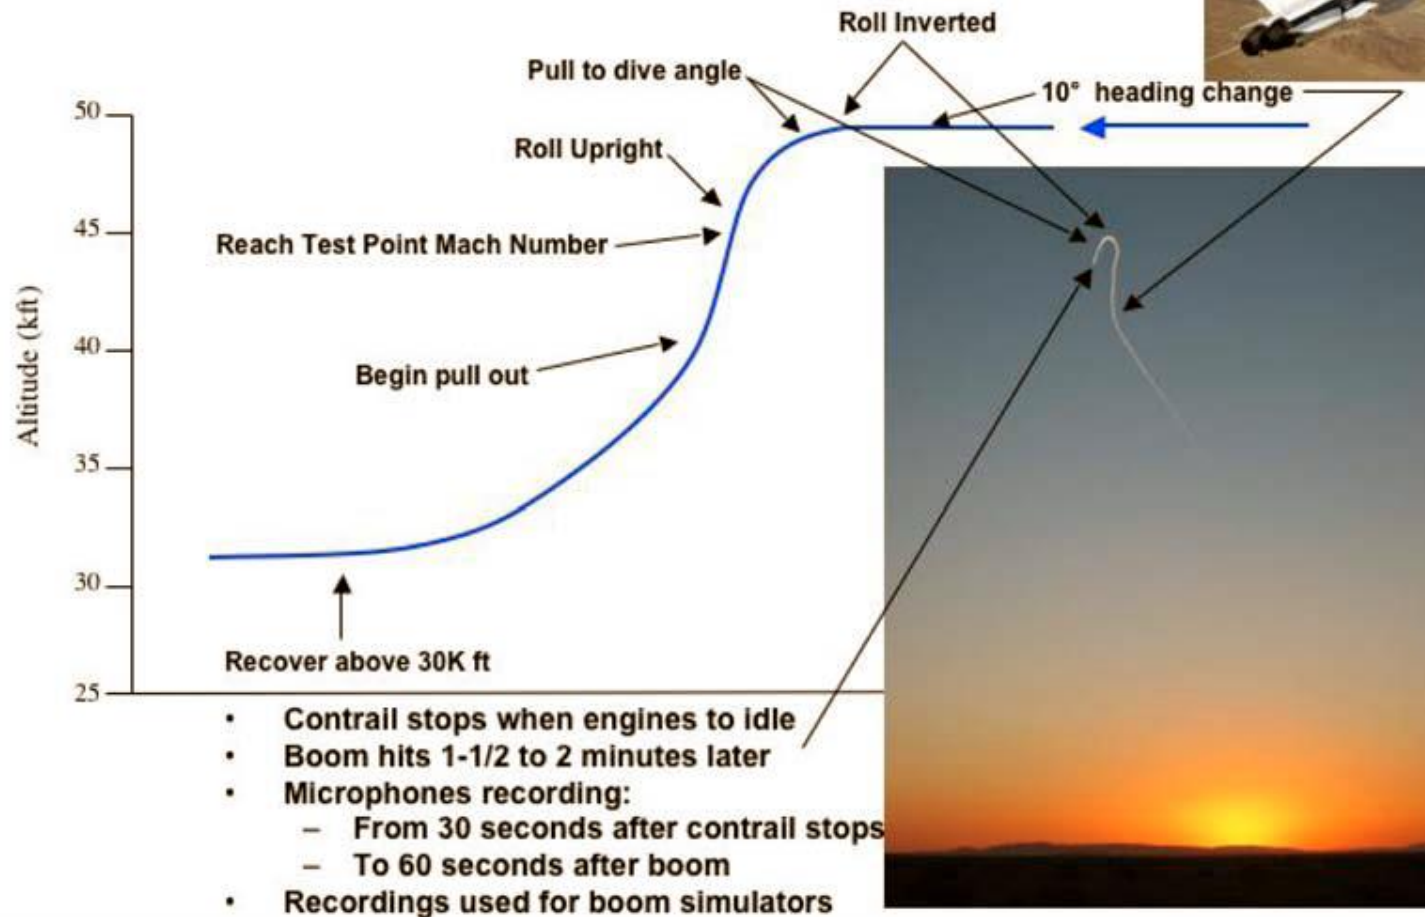 Roll Inverted
Pull to dive angle
10° heading change
50
Roll Upright
45
Reach Test Point Mach Number
Altitude (kft)
40
Begin pull out
35
30
Recover above 30K ft
25
• Contrail stops when engines to idle
• Boom hits 1-1/2 to 2 minutes later
• Microphones recording:
– From 30 seconds after contrail stops
– To 60 seconds after boom
• Recordings used for boom simulators